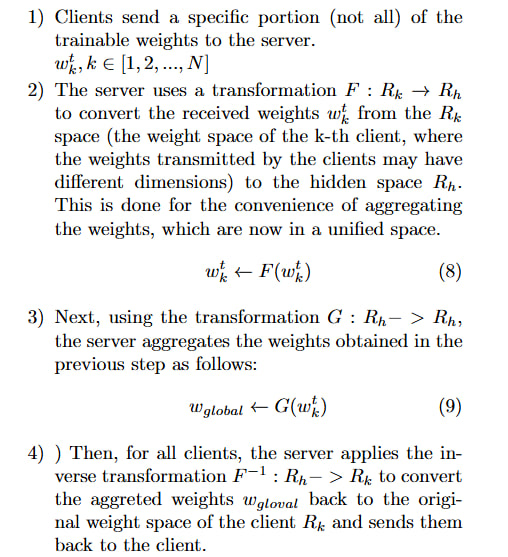 1) Clients send a specific portion (not all) of the
trainable weights to the server.
$w_k^t, k \in [1, 2, ..., N]$
2) The server uses a transformation $F : R_k \to R_h$
to convert the received weights $w_k^t$ from the $R_k$
space (the weight space of the k-th client, where
the weights transmitted by the clients may have
different dimensions) to the hidden space $R_h$.
This is done for the convenience of aggregating
the weights, which are now in a unified space.
$w_k^t \leftarrow F(w_k^t)$ (8)
3) Next, using the transformation $G : R_h - > R_h$,
the server aggregates the weights obtained in the
previous step as follows:
$w_{global} \leftarrow G(w_k^t)$ (9)
4) ) Then, for all clients, the server applies the in-
verse transformation $F^{-1} : R_h - > R_k$ to convert
the aggreted weights $w_{gloval}$ back to the origi-
nal weight space of the client $R_k$ and sends them
back to the client.